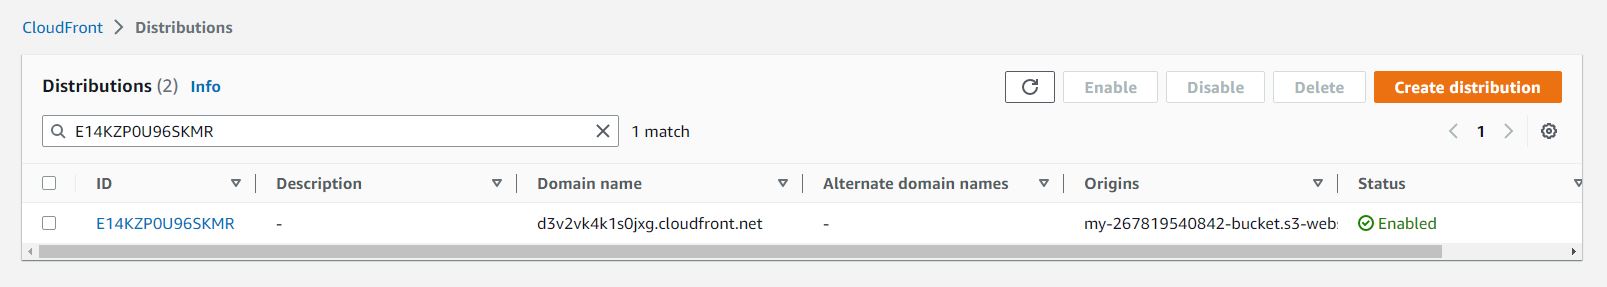 CloudFront > Distributions
Distributions (2) Info
Enable Disable Delete Create distribution
E14KZP0U96SKMR 1 match 1
ID Description Domain name Alternate domain names Origins Status
E14KZP0U96SKMR - d3v2vk4k1s0jxg.cloudfront.net - my-267819540842-bucket.s3-webs Enabled